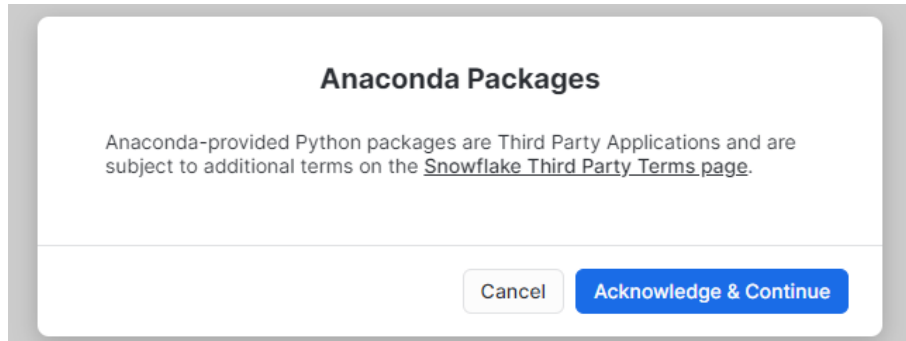 Anaconda Packages
Anaconda-provided Python packages are Third Party Applications and are
subject to additional terms on the Snowflake Third Party Terms page.
Cancel
Acknowledge & Continue